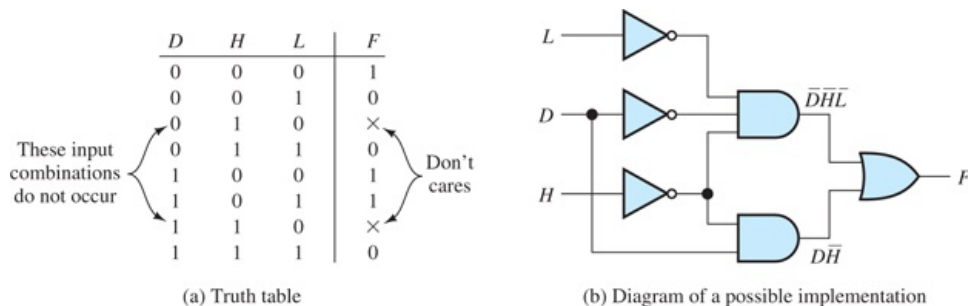 D H L F
0 0 0 1
0 0 1 0
0 1 0 ×
0 1 1 0
1 0 0 1
1 0 1 1
1 1 0 ×
1 1 1 0
These input
combinations
do not occur
Don't
cares
(a) Truth table
L
D
H
D̅H̅L̅
DH̅
F
(b) Diagram of a possible implementation